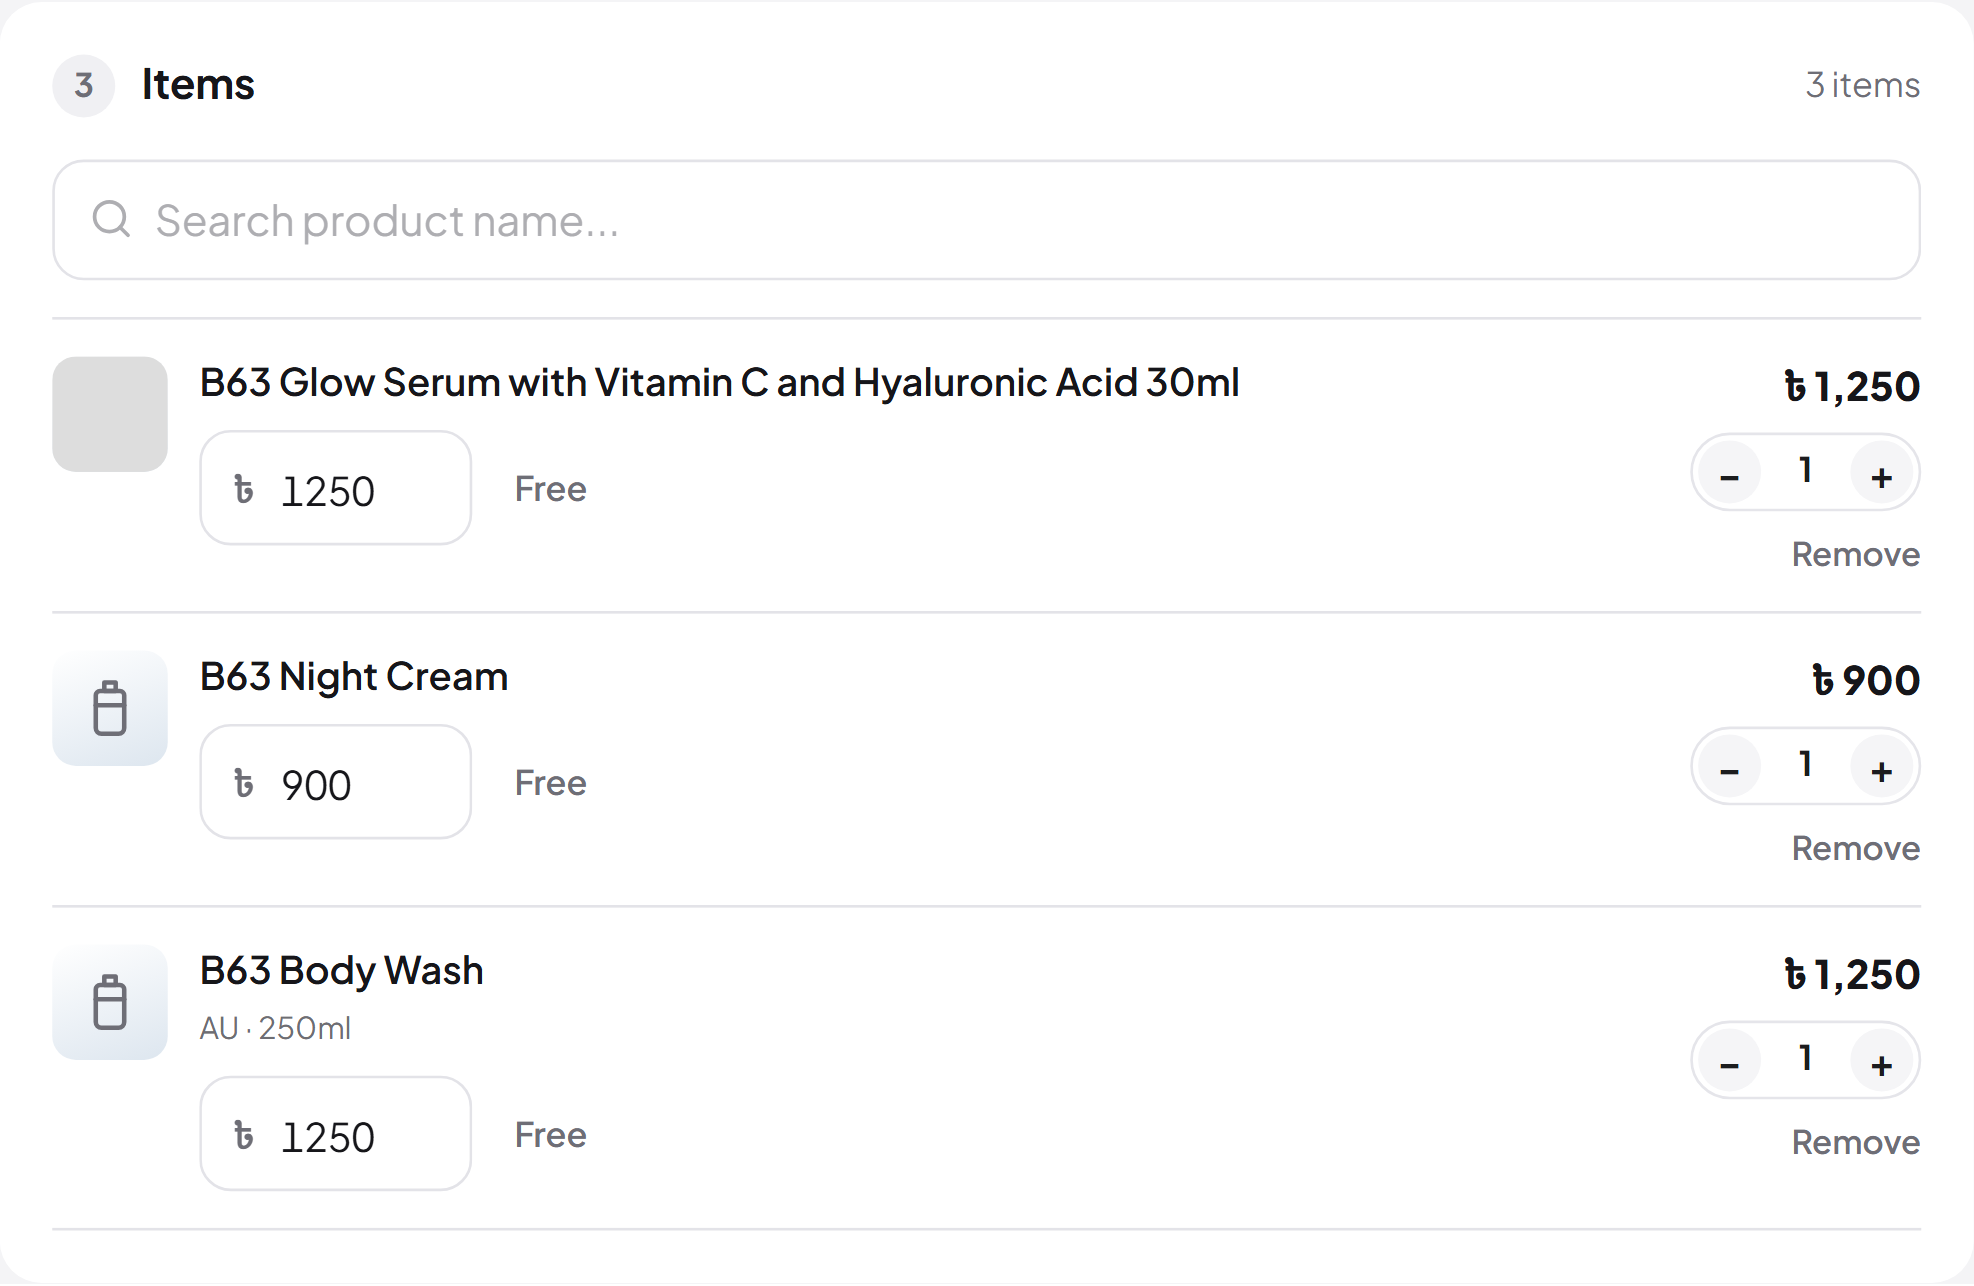 3 Items 3 items
Search product name...
B63 Glow Serum with Vitamin C and Hyaluronic Acid 30ml ৳ 1,250
৳ 1250 Free – 1 +
Remove
B63 Night Cream ৳ 900
৳ 900 Free – 1 +
Remove
B63 Body Wash ৳ 1,250
AU · 250ml
– 1 +
৳ 1250 Free
Remove